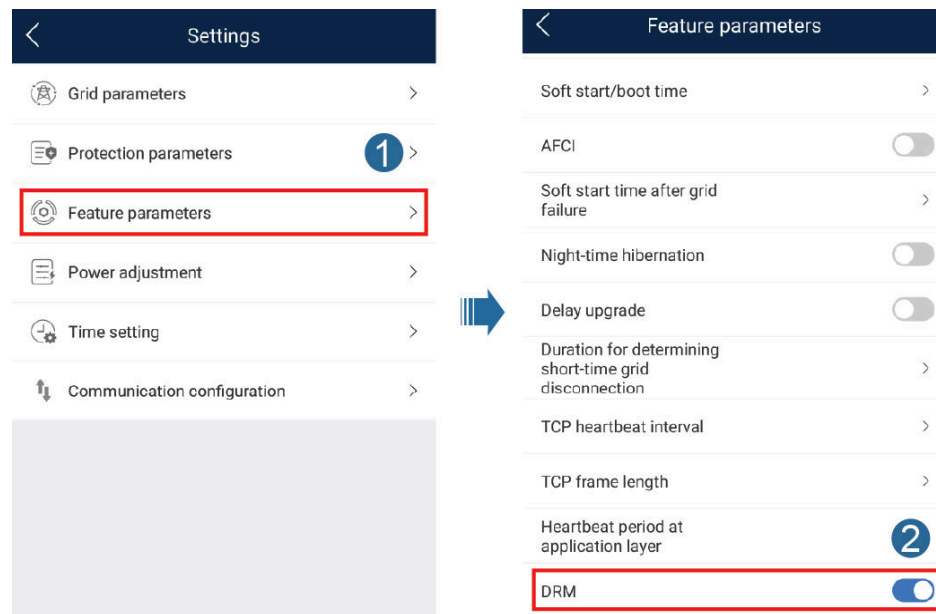 Settings
Grid parameters
Protection parameters
1
Feature parameters
Power adjustment
Time setting
Communication configuration
Feature parameters
Soft start/boot time
AFCI
Soft start time after grid
failure
Night-time hibernation
Delay upgrade
Duration for determining
short-time grid
disconnection
TCP heartbeat interval
TCP frame length
Heartbeat period at
application layer
2
DRM